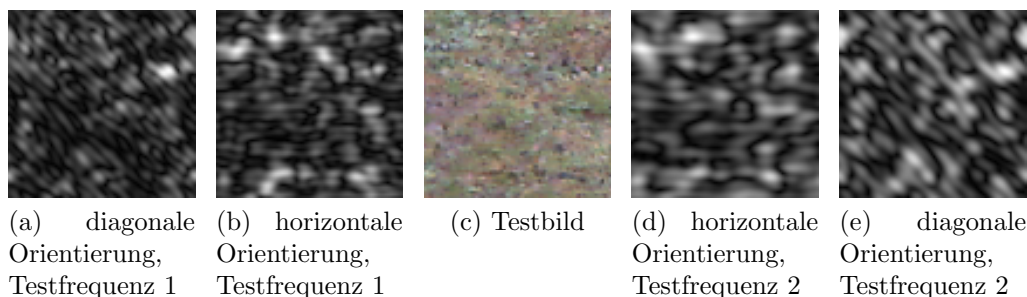 (a) diagonale
Orientierung,
Testfrequenz 1
(b) horizontale
Orientierung,
Testfrequenz 1
(c) Testbild
(d) horizontale
Orientierung,
Testfrequenz 2
(e) diagonale
Orientierung,
Testfrequenz 2